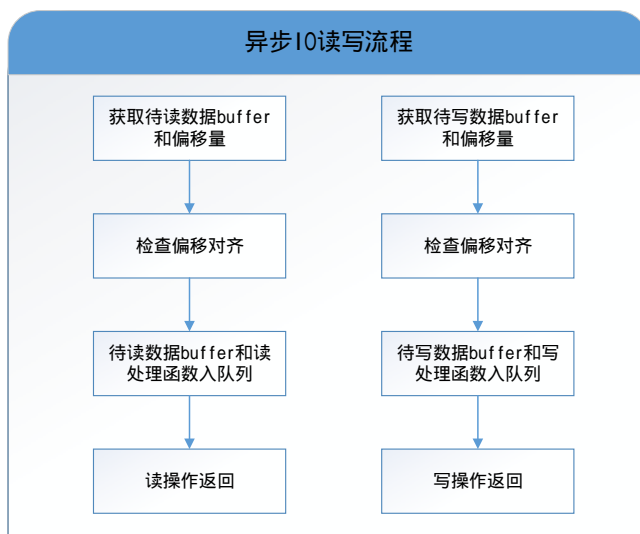 异步IO读写流程
获取待读数据buffer
和偏移量
检查偏移对齐
待读数据buffer和读
处理函数入队列
读操作返回
获取待写数据buffer
和偏移量
检查偏移对齐
待写数据buffer和写
处理函数入队列
写操作返回